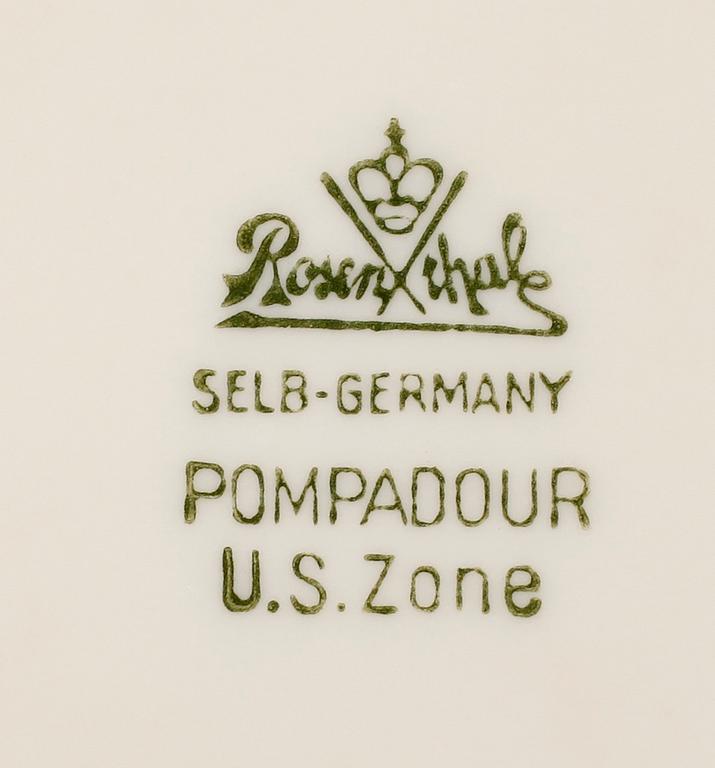 Rosenthal
SELB-GERMANY
POMPADOUR
U.S. Zone